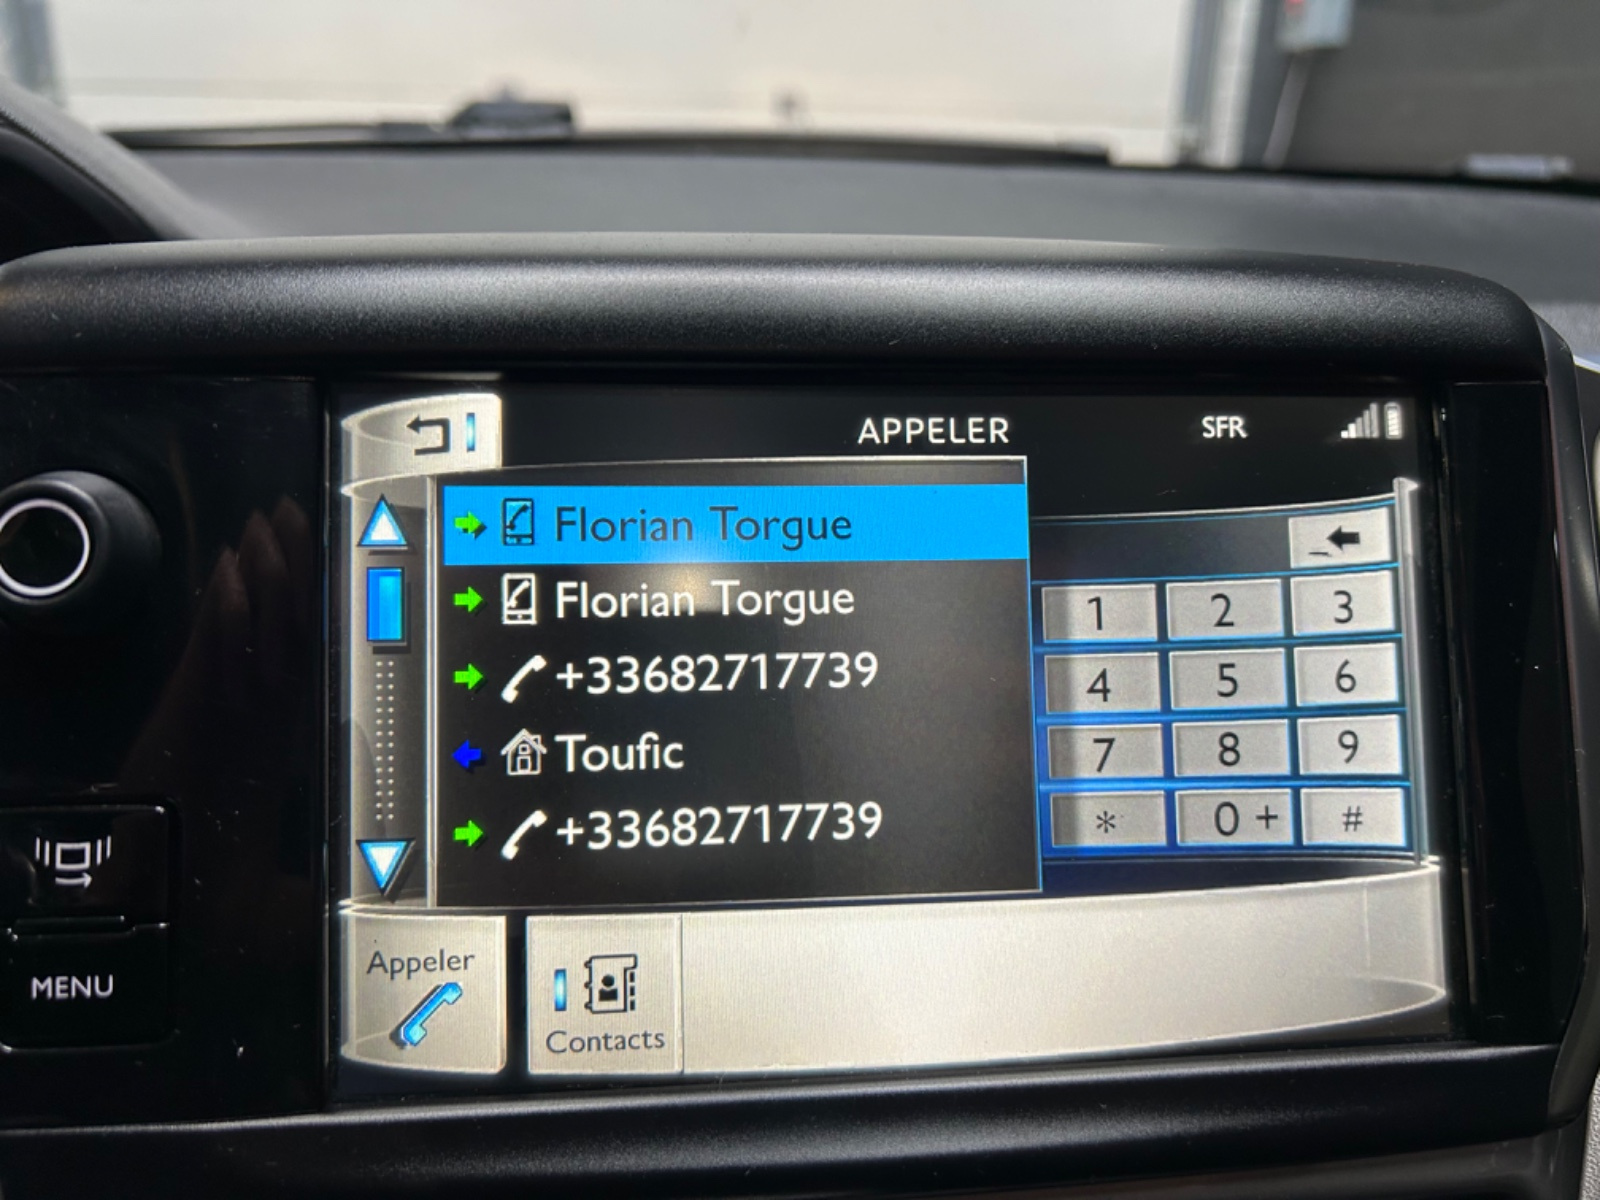 APPELER
SFR
Florian Torgue
Florian Torgue
+33682717739
Toufic
+33682717739
1 2 3
4 5 6
7 8 9
* 0 + #
MENU
Appeler
Contacts